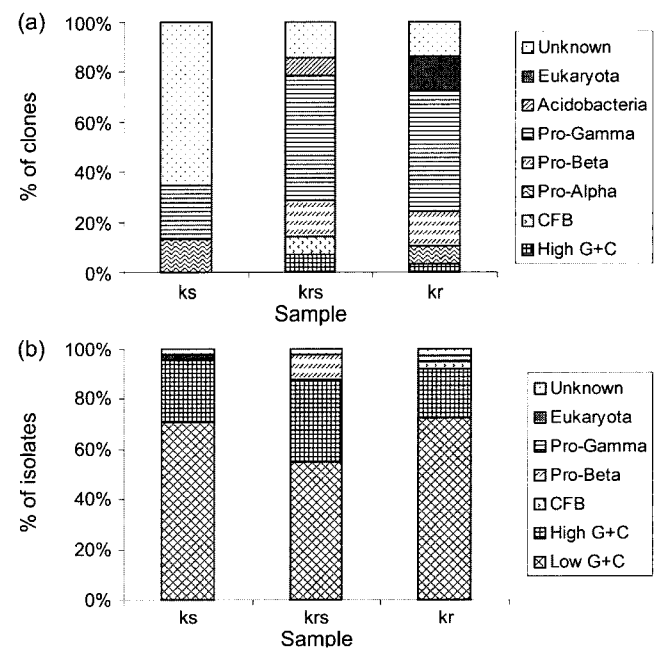 (a)
100%
80%
60%
40%
20%
0%
% of clones
ks krs kr
Sample
Unknown
Eukaryota
Acidobacteria
Pro-Gamma
Pro-Beta
Pro-Alpha
CFB
High G+C
(b)
100%
80%
60%
40%
20%
0%
% of isolates
ks krs kr
Sample
Unknown
Eukaryota
Pro-Gamma
Pro-Beta
CFB
High G+C
Low G+C